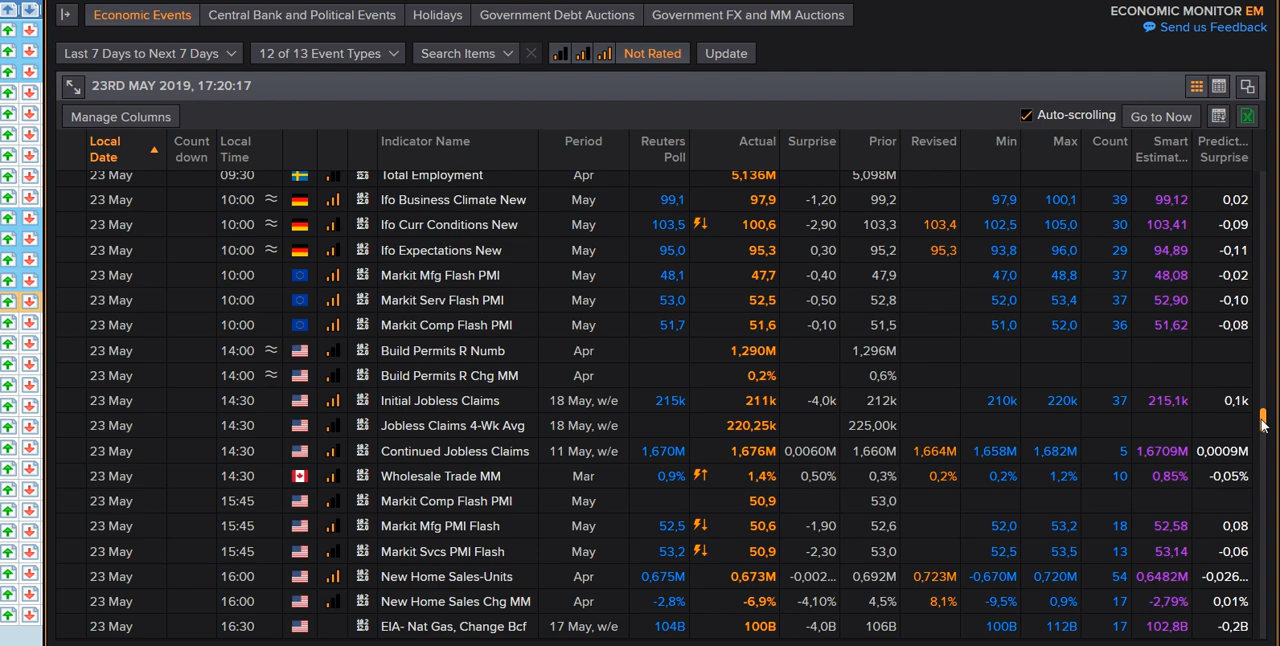 Economic Events Central Bank and Political Events Holidays Government Debt Auctions Government FX and MM Auctions ECONOMIC MONITOR EM
Send us Feedback
Last 7 Days to Next 7 Days 12 of 13 Event Types Search Items Not Rated Update
23RD MAY 2019, 17:20:17
Manage Columns Auto-scrolling Go to Now
Local Date Count down Local Time Indicator Name Period Reuters Poll Actual Surprise Prior Revised Min Max Count Smart Estimat... Predict... Surprise
23 May 09:30 Total Employment Apr 5,136M 5,098M
23 May 10:00 Ifo Business Climate New May 99,1 97,9 -1,20 99,2 97,9 100,1 39 99,12 0,02
23 May 10:00 Ifo Curr Conditions New May 103,5 100,6 -2,90 103,3 103,4 102,5 105,0 30 103,41 -0,09
23 May 10:00 Ifo Expectations New May 95,0 95,3 0,30 95,2 95,3 93,8 96,0 29 94,89 -0,11
23 May 10:00 Markit Mfg Flash PMI May 48,1 47,7 -0,40 47,9 47,0 48,8 37 48,08 -0,02
23 May 10:00 Markit Serv Flash PMI May 53,0 52,5 -0,50 52,8 52,0 53,4 37 52,90 -0,10
23 May 10:00 Markit Comp Flash PMI May 51,7 51,6 -0,10 51,5 51,0 52,0 36 51,62 -0,08
23 May 14:00 Build Permits R Numb Apr 1,290M 1,296M
23 May 14:00 Build Permits R Chg MM Apr 0,2% 0,6%
23 May 14:30 Initial Jobless Claims 18 May, w/e 215k 211k -4,0k 212k 210k 220k 37 215,1k 0,1k
23 May 14:30 Jobless Claims 4-Wk Avg 18 May, w/e 220,25k 225,00k
23 May 14:30 Continued Jobless Claims 11 May, w/e 1,670M 1,676M 0,0060M 1,660M 1,664M 1,658M 1,682M 5 1,6709M 0,0009M
23 May 14:30 Wholesale Trade MM Mar 0,9% 1,4% 0,50% 0,3% 0,2% 0,2% 1,2% 10 0,85% -0,05%
23 May 15:45 Markit Comp Flash PMI May 50,9 53,0
23 May 15:45 Markit Mfg PMI Flash May 52,5 50,6 -1,90 52,6 52,0 53,2 18 52,58 0,08
23 May 15:45 Markit Svcs PMI Flash May 53,2 50,9 -2,30 53,0 52,5 53,5 13 53,14 -0,06
23 May 16:00 New Home Sales-Units Apr 0,675M 0,673M -0,002... 0,692M 0,723M -0,670M 0,720M 54 0,6482M -0,026...
23 May 16:00 New Home Sales Chg MM Apr -2,8% -6,9% -4,10% 4,5% 8,1% -9,5% 0,9% 17 -2,79% 0,01%
23 May 16:30 EIA- Nat Gas, Change Bcf 17 May, w/e 104B 100B -4,0B 106B 100B 112B 17 102,8B -0,2B